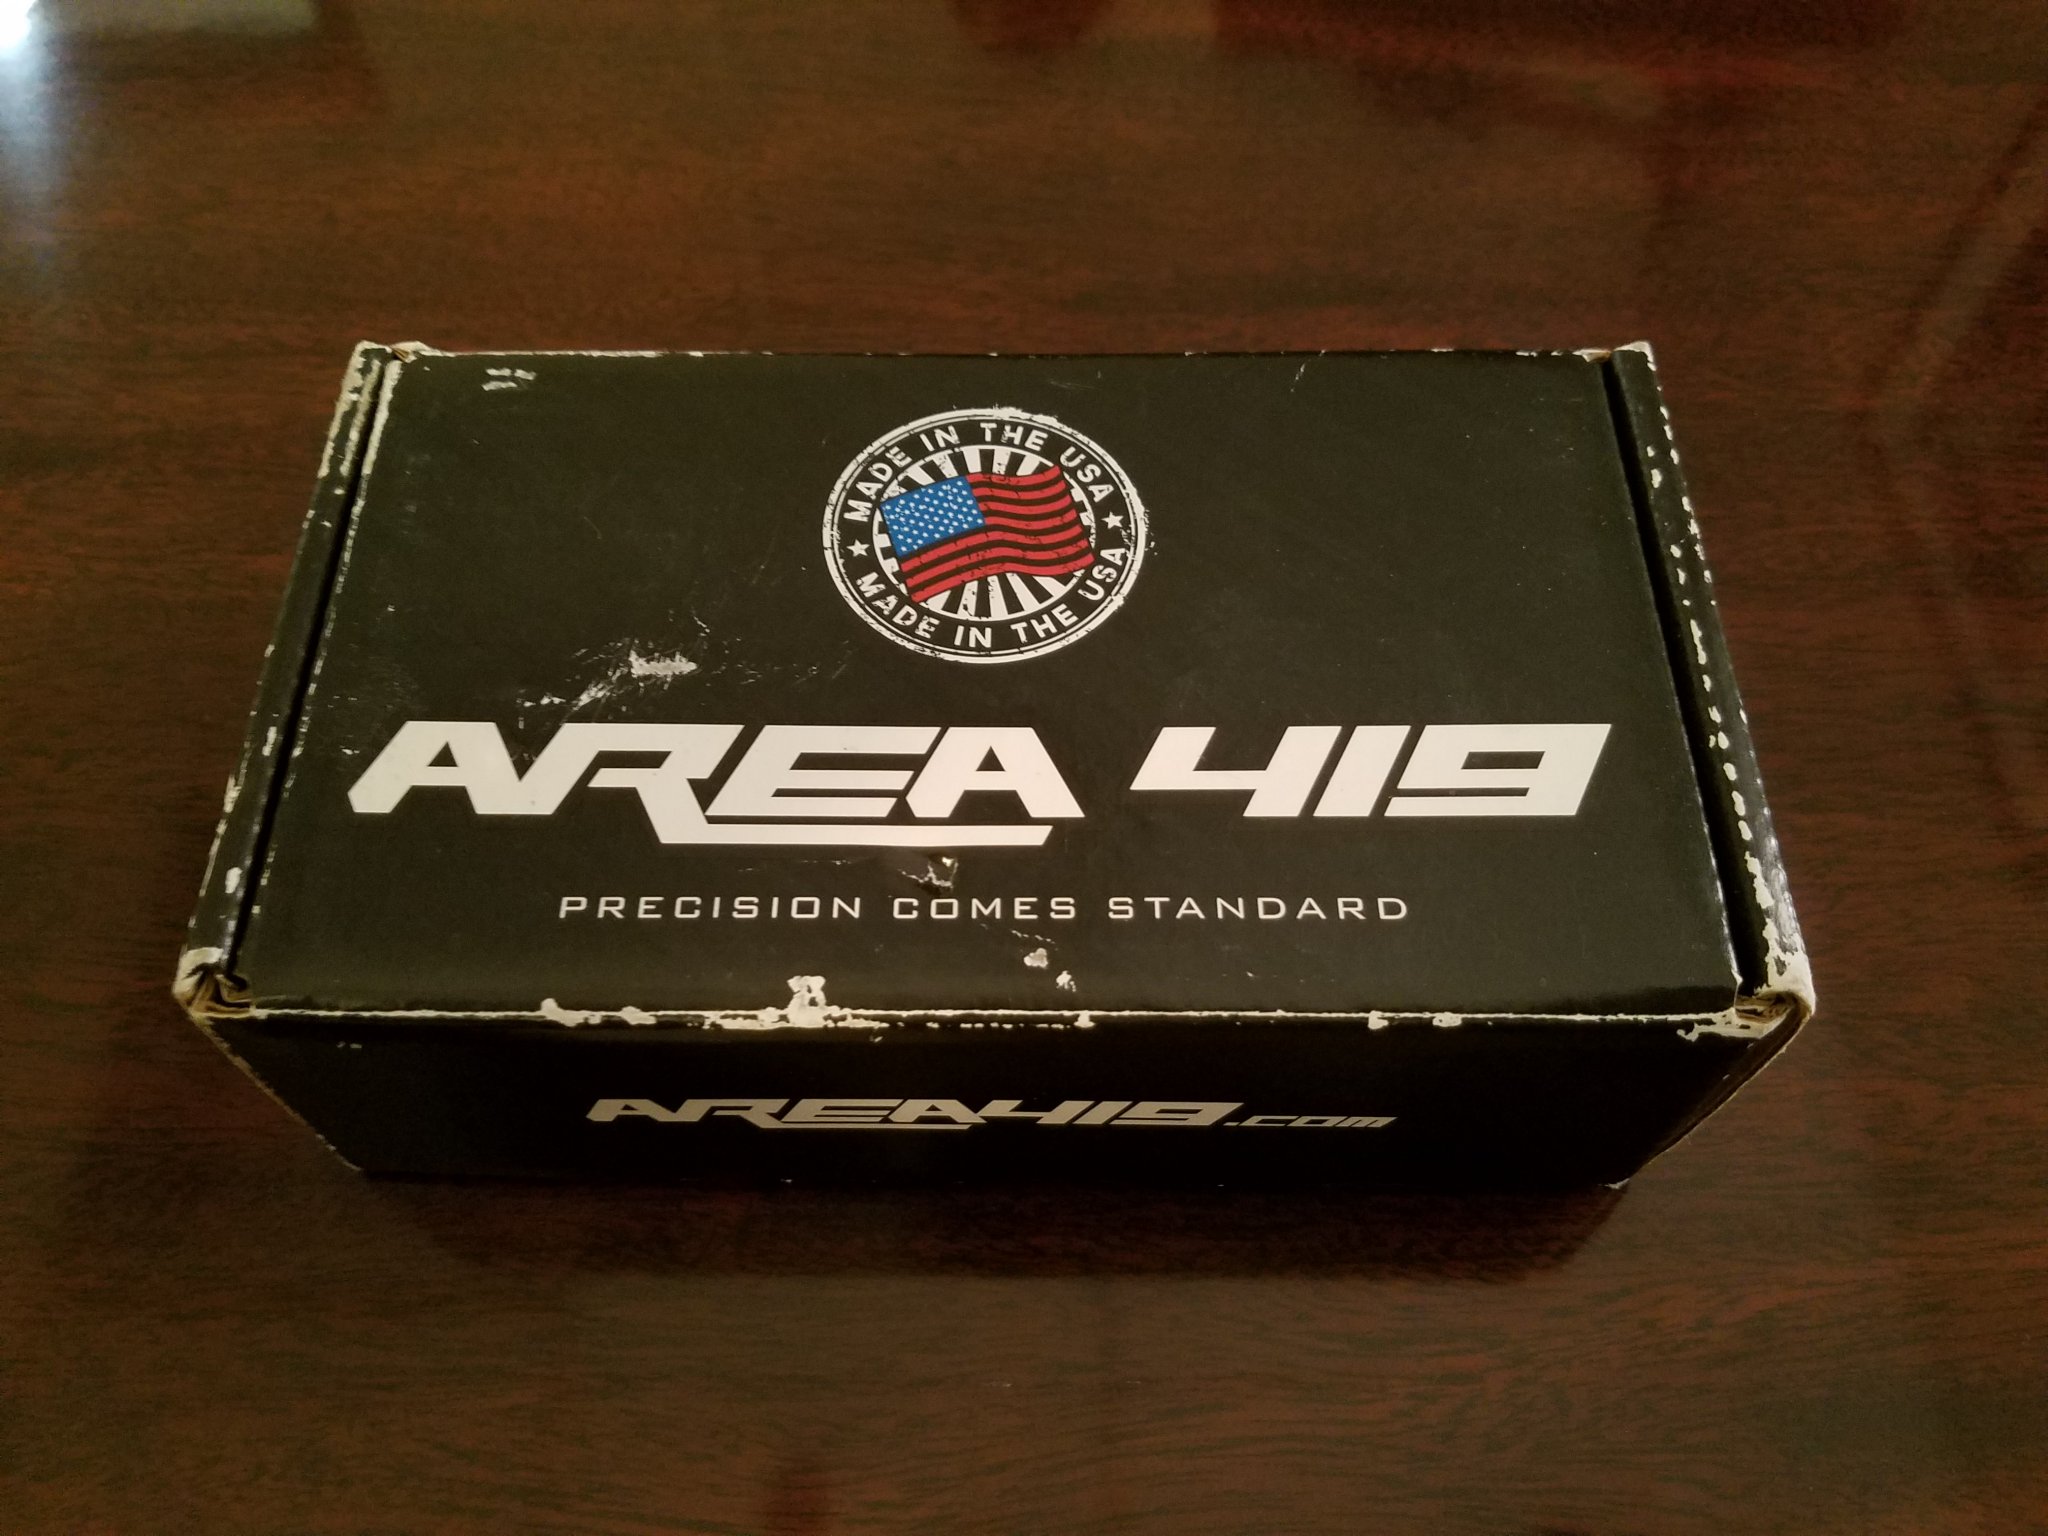 MADE IN THE USA
MADE IN THE USA
AREA 419
PRECISION COMES STANDARD
AREA419.com